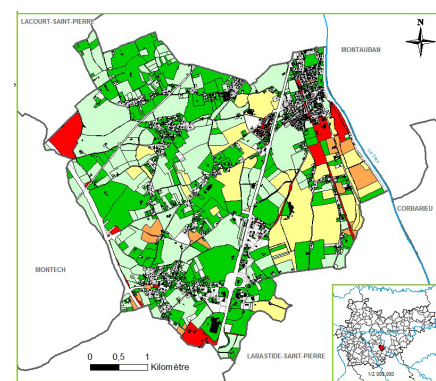 LACOURT-SAINT-PIERRE
MONTAUBAN
N
CORBARIEU
MONTECH
LABASTIDE-SAINT-PIERRE
0 0,5 1
Kilomètre
1/2 000 000